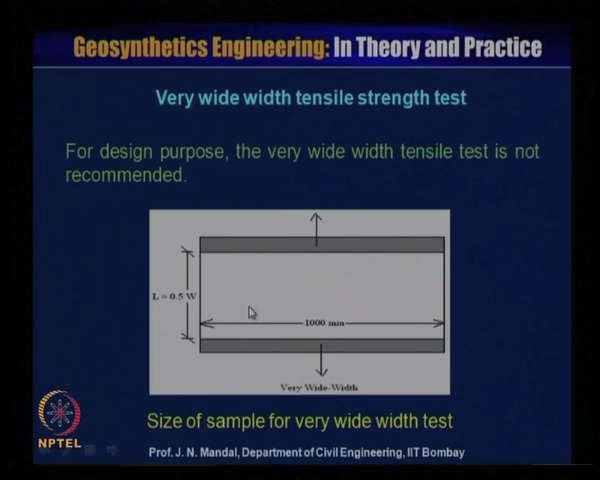 Geosynthetics Engineering: In Theory and Practice
Very wide width tensile strength test
For design purpose, the very wide width tensile test is not
recommended.
L = 0.5 W
1000 mm
Very Wide-Width
Size of sample for very wide width test
NPTEL
Prof. J. N. Mandal, Department of Civil Engineering, IIT Bombay